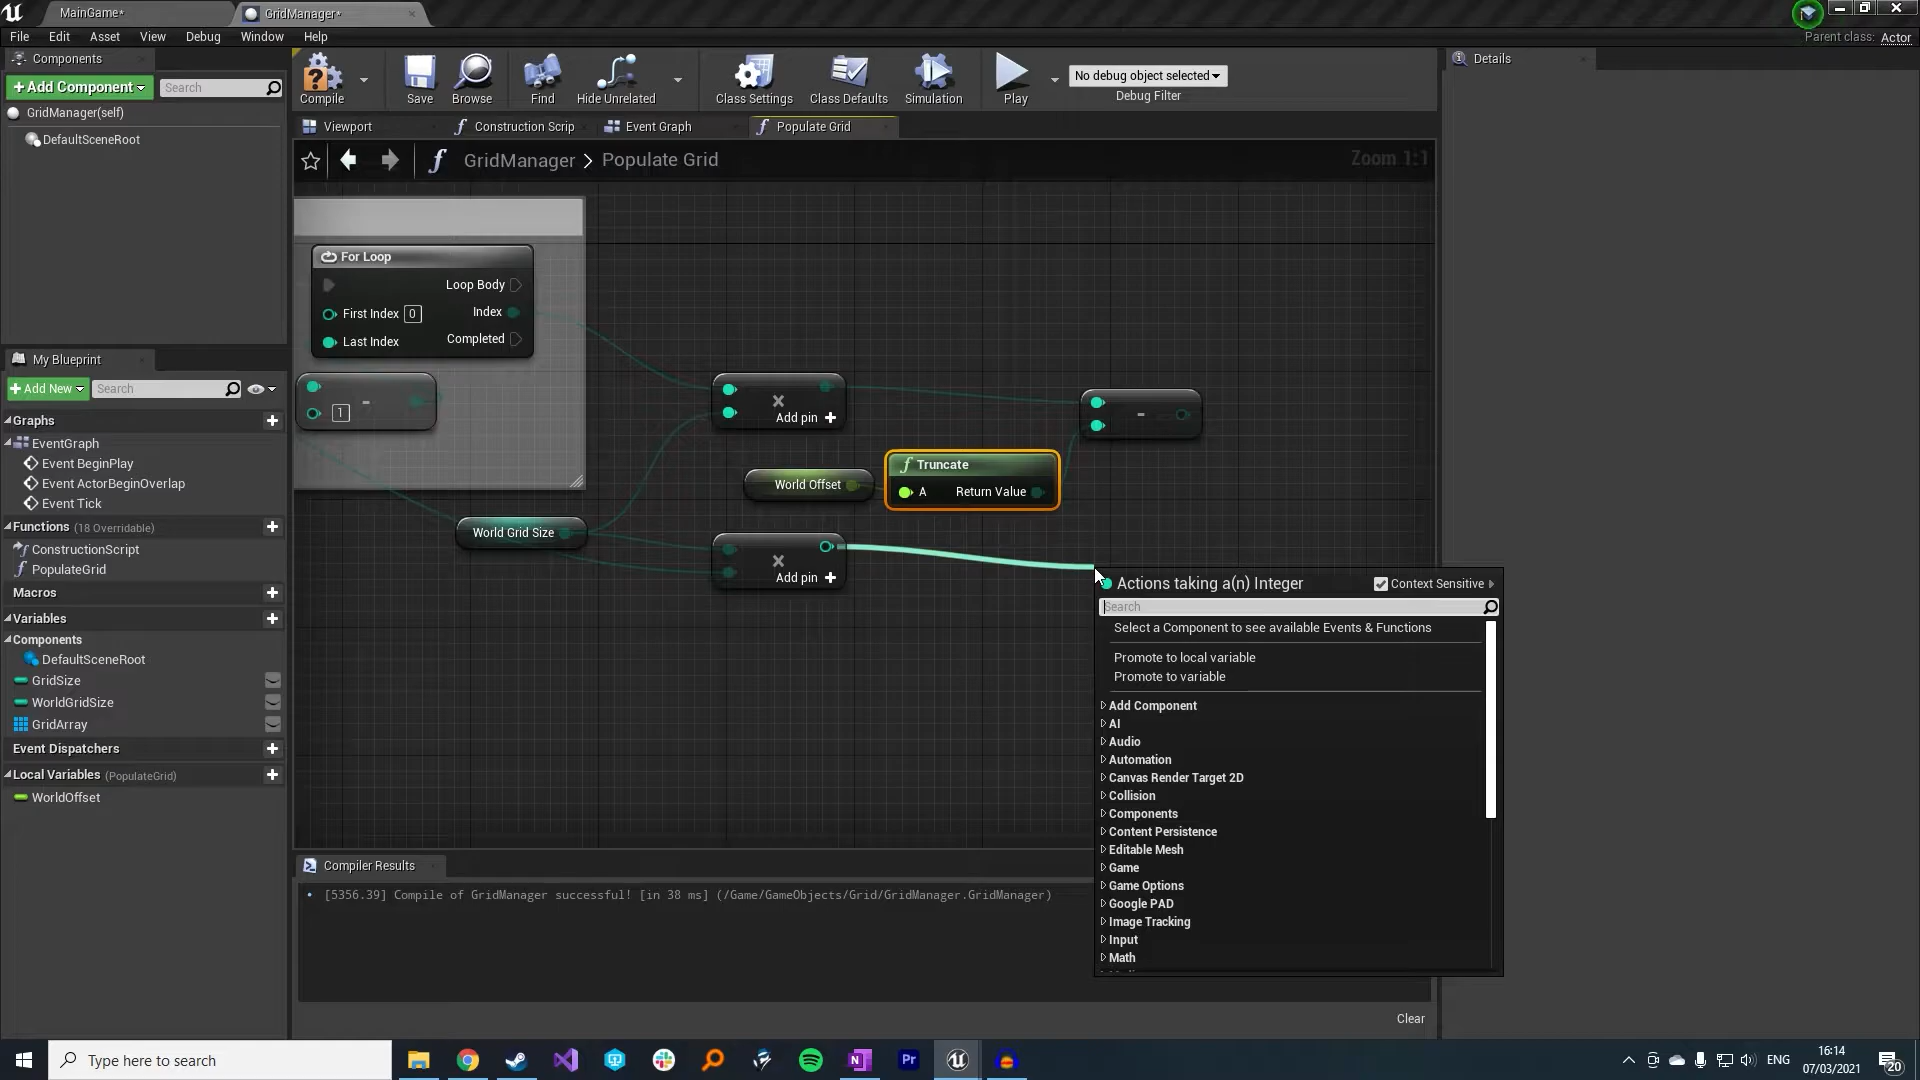 MainGame*
GridManager*
File Edit Asset View Debug Window Help
Parent class: Actor
Components
+Add Component
Search
GridManager(self)
DefaultSceneRoot
Compile
Save
Browse
Find
Hide Unrelated
Class Settings
Class Defaults
Simulation
Play
No debug object selected
Debug Filter
Details
Viewport
Construction Scrip
Event Graph
Populate Grid
GridManager > Populate Grid
Zoom 1:1
For Loop
Loop Body
First Index 0
Index
Last Index
Completed
1
-
×
Add pin +
-
World Offset
Truncate
A
Return Value
World Grid Size
×
Add pin +
My Blueprint
+Add New
Search
Graphs
EventGraph
Event BeginPlay
Event ActorBeginOverlap
Event Tick
Functions (18 Overridable)
ConstructionScript
PopulateGrid
Macros
Variables
Components
DefaultSceneRoot
GridSize
WorldGridSize
GridArray
Event Dispatchers
Local Variables (PopulateGrid)
WorldOffset
Actions taking a(n) Integer
Context Sensitive
Search
Select a Component to see available Events & Functions
Promote to local variable
Promote to variable
Add Component
AI
Audio
Automation
Canvas Render Target 2D
Collision
Components
Content Persistence
Editable Mesh
Game
Game Options
Google PAD
Image Tracking
Input
Math
Compiler Results
[5356.39] Compile of GridManager successful! [in 38 ms] (/Game/GameObjects/Grid/GridManager.GridManager)
Clear
Type here to search
Pr
ENG
16:14
07/03/2021
20